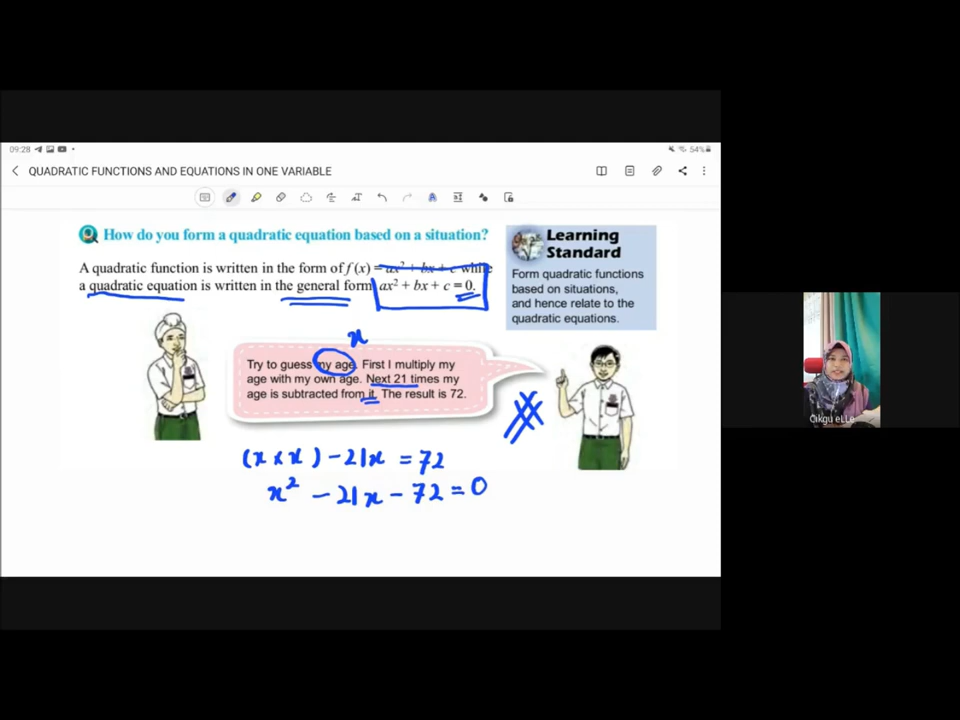 09:28
54%
QUADRATIC FUNCTIONS AND EQUATIONS IN ONE VARIABLE
How do you form a quadratic equation based on a situation?
A quadratic function is written in the form of f(x) = ax² + bx + c while
a quadratic equation is written in the general form ax² + bx + c = 0.
Learning
Standard
Form quadratic functions
based on situations,
and hence relate to the
quadratic equations.
x
Try to guess my age. First I multiply my
age with my own age. Next 21 times my
age is subtracted from it. The result is 72.
(x × x) - 21x = 72
x² - 21x - 72 = 0
Cikgu eLLe